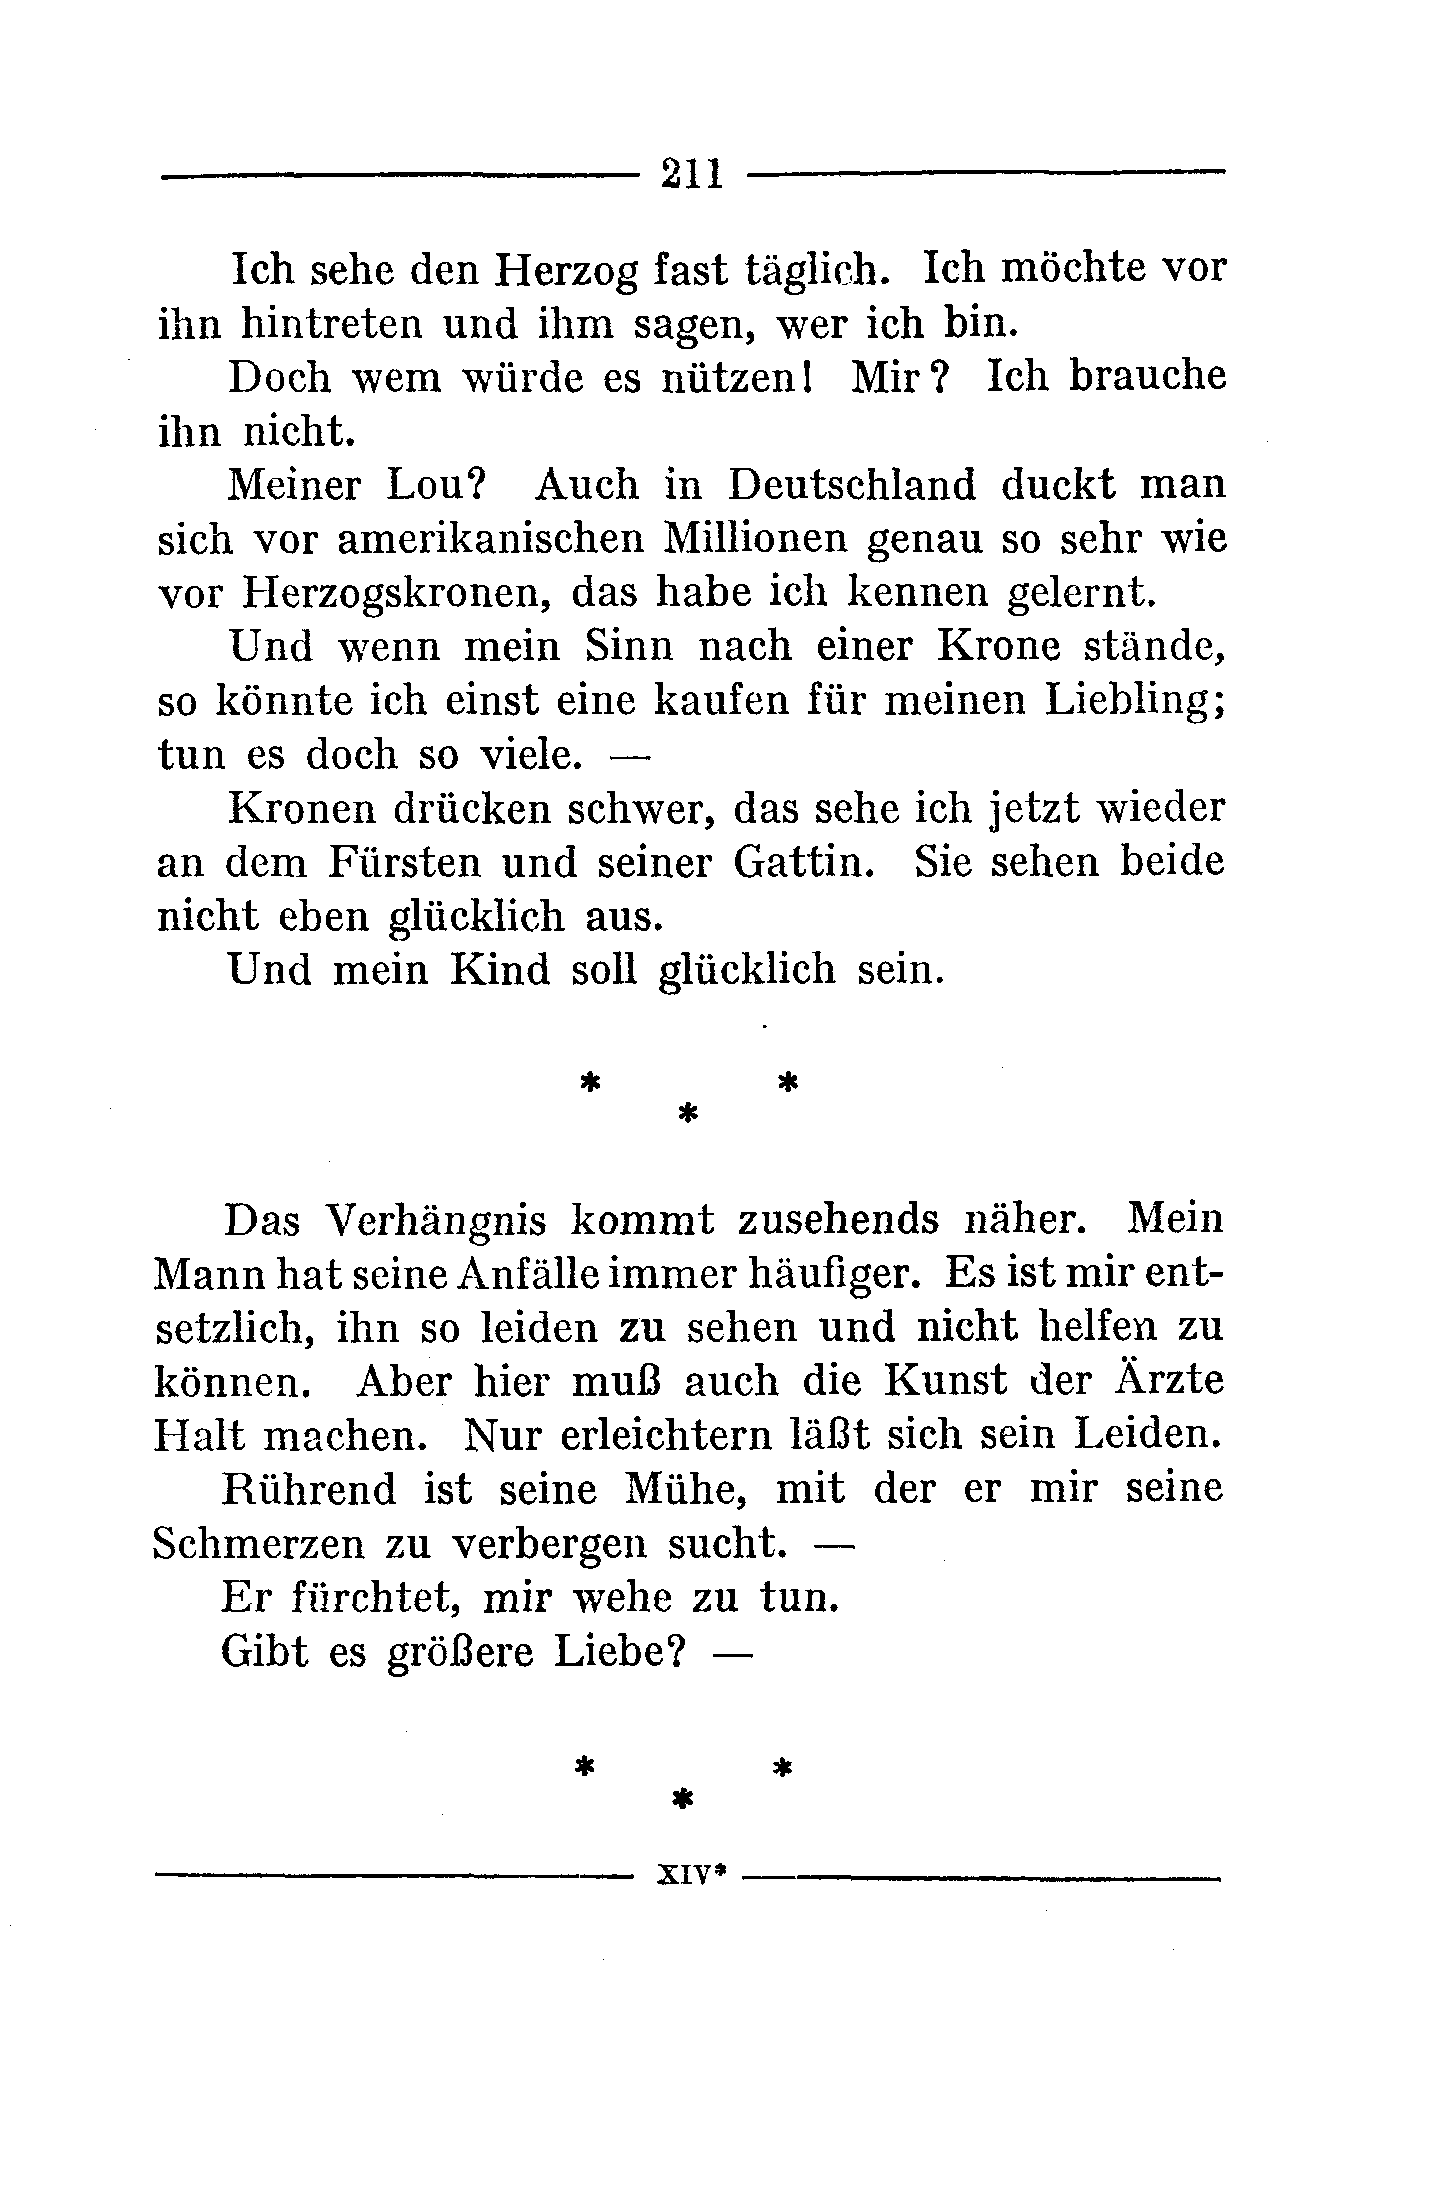 211
Ich sehe den Herzog fast täglich. Ich möchte vor
ihn hintreten und ihm sagen, wer ich bin.
Doch wem würde es nützen! Mir? Ich brauche
ihn nicht.
Meiner Lou? Auch in Deutschland duckt man
sich vor amerikanischen Millionen genau so sehr wie
vor Herzogskronen, das habe ich kennen gelernt.
Und wenn mein Sinn nach einer Krone stände,
so könnte ich einst eine kaufen für meinen Liebling;
tun es doch so viele. —
Kronen drücken schwer, das sehe ich jetzt wieder
an dem Fürsten und seiner Gattin. Sie sehen beide
nicht eben glücklich aus.
Und mein Kind soll glücklich sein.
* *
*
Das Verhängnis kommt zusehends näher. Mein
Mann hat seine Anfälle immer häufiger. Es ist mir ent-
setzlich, ihn so leiden zu sehen und nicht helfen zu
können. Aber hier muß auch die Kunst der Ärzte
Halt machen. Nur erleichtern läßt sich sein Leiden.
Rührend ist seine Mühe, mit der er mir seine
Schmerzen zu verbergen sucht. —
Er fürchtet, mir wehe zu tun.
Gibt es größere Liebe? —
* *
*
XIV*